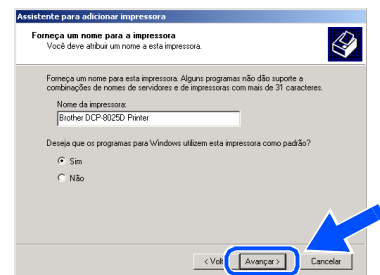 Assistente para adicionar impressora
Forneça um nome para a impressora
Você deve atribuir um nome a esta impressora.
Forneça um nome para esta impressora. Alguns programas não dão suporte a
combinações de nomes de servidores e de impressoras com mais de 31 caracteres.
Nome da impressora:
Brother DCP-8025D Printer
Deseja que os programas para Windows utilizem esta impressora como padrão?
Sim
Não
< Volt Avançar > Cancelar